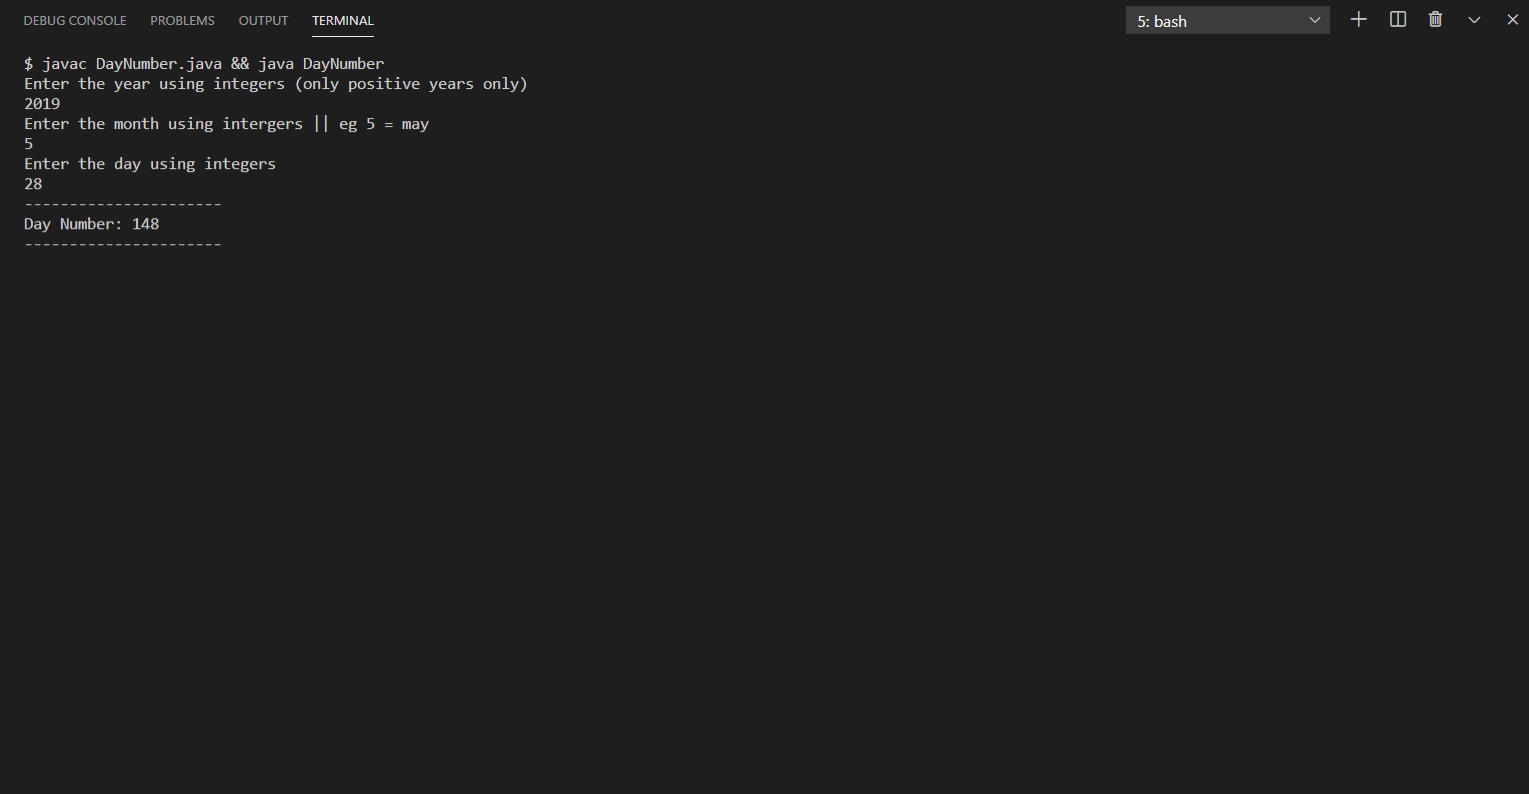 DEBUG CONSOLE PROBLEMS OUTPUT TERMINAL 5: bash
$ javac DayNumber.java && java DayNumber
Enter the year using integers (only positive years only)
2019
Enter the month using intergers || eg 5 = may
5
Enter the day using integers
28
----------------------
Day Number: 148
----------------------